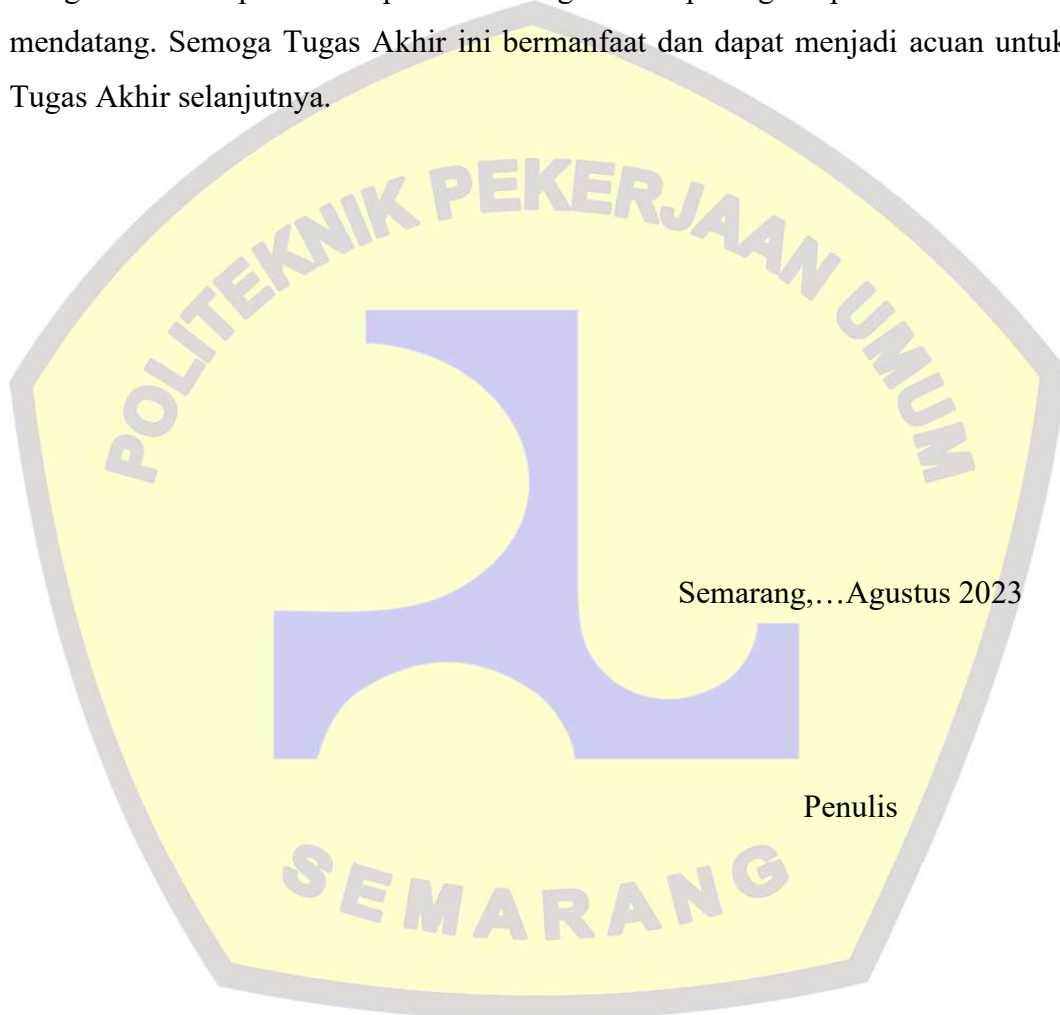 mendatang. Semoga Tugas Akhir ini bermanfaat dan dapat menjadi acuan untuk
Tugas Akhir selanjutnya.
POLITEKNIK PEKERJAAN UMUM
Semarang,…Agustus 2023
Penulis
SEMARANG